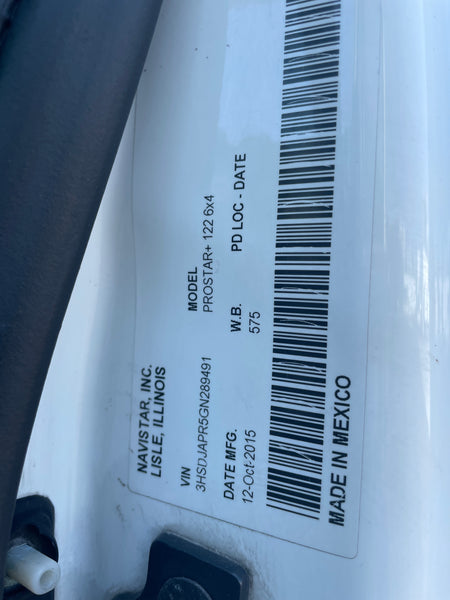 NAVISTAR, INC.
LISLE, ILLINOIS
VIN
3HSDJAPR5GN289491
MODEL
PROSTAR+ 122 6x4
DATE MFG.
12-Oct-2015
W.B.
575
PD LOC - DATE
MADE IN MEXICO